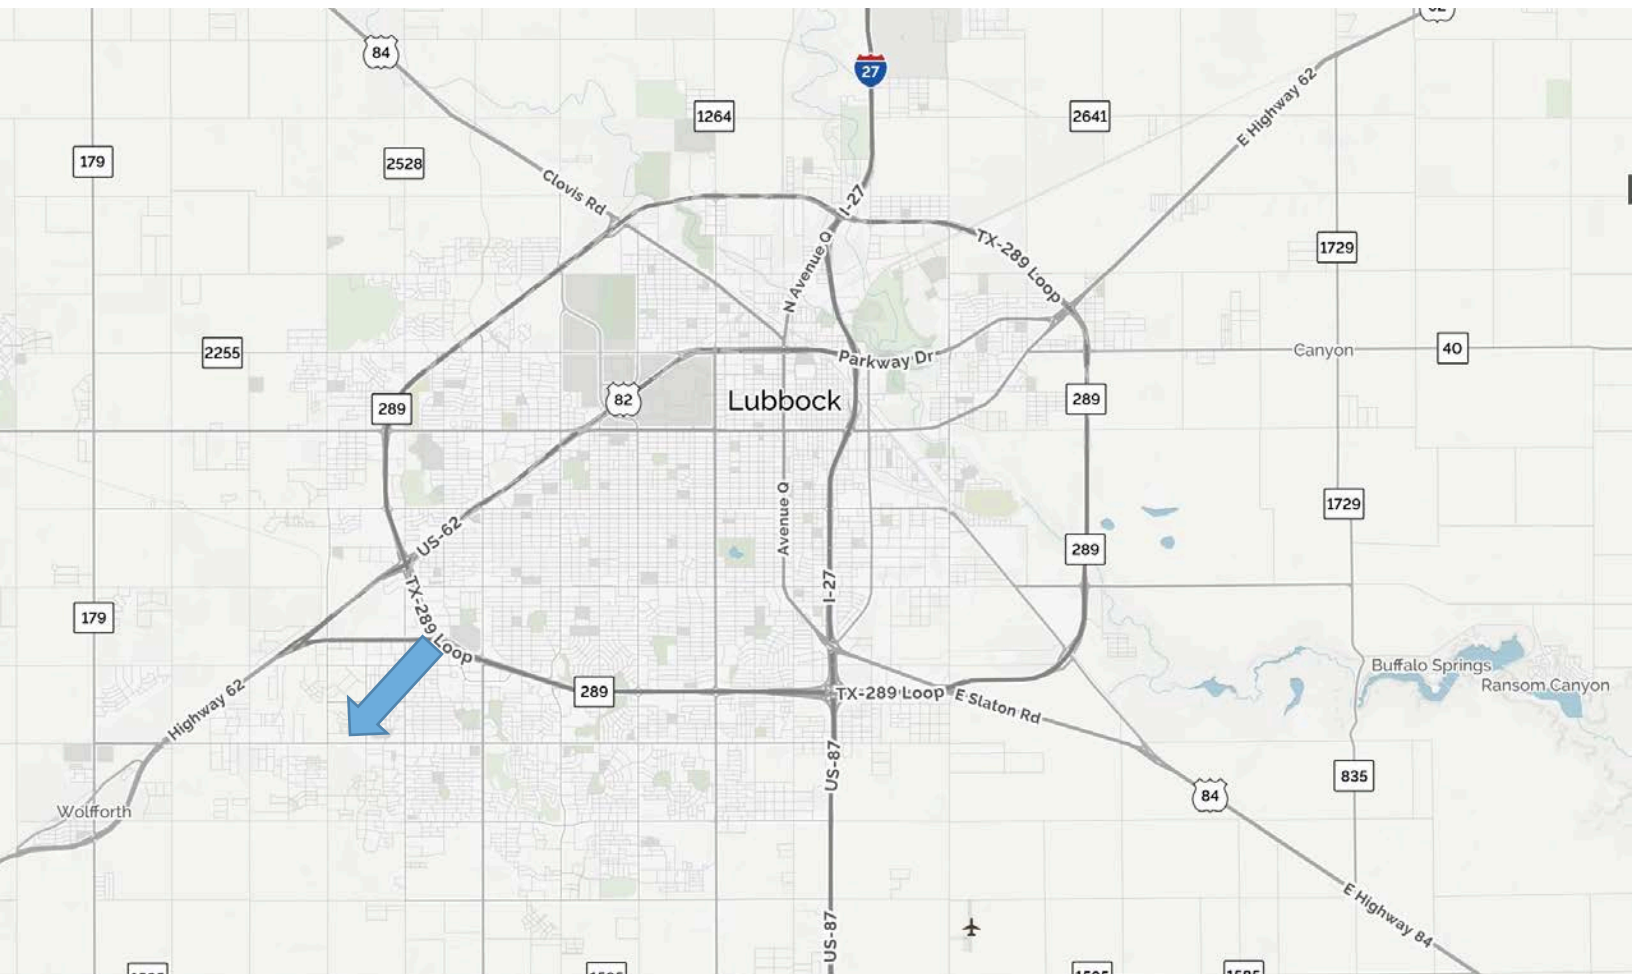 84
27
1264
2641
E Highway 62
179
2528
Clovis Rd
I-27
TX-289 Loop
1729
N Avenue Q
2255
Parkway Dr
Canyon
40
82
Lubbock
289
289
Avenue Q
1729
US-62
289
I-27
179
TX-289 Loop
Buffalo Springs
Ransom Canyon
Highway 62
289
TX-289 Loop
E Slaton Rd
US-87
835
84
Wolfforth
E Highway 84
US-87